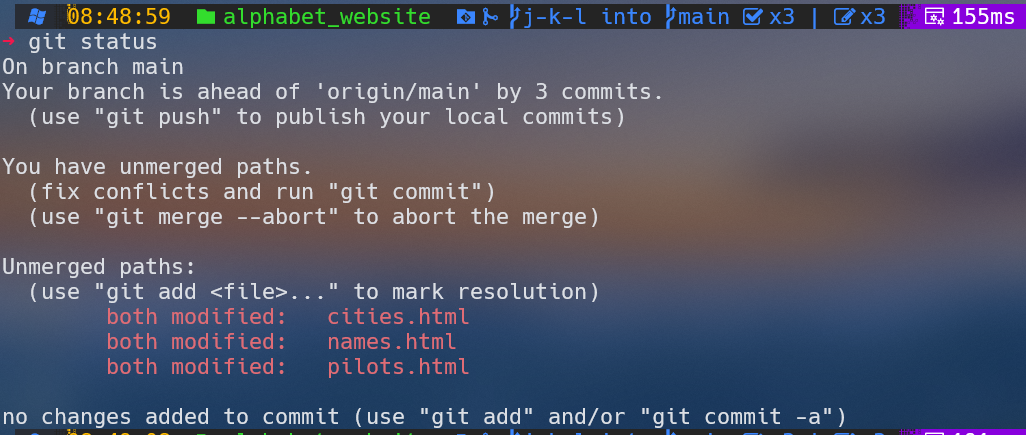 08:48:59 alphabet_website j-k-l into main x3 | x3 155ms
→ git status
On branch main
Your branch is ahead of 'origin/main' by 3 commits.
  (use "git push" to publish your local commits)

You have unmerged paths.
  (fix conflicts and run "git commit")
  (use "git merge --abort" to abort the merge)

Unmerged paths:
  (use "git add <file>..." to mark resolution)
        both modified:   cities.html
        both modified:   names.html
        both modified:   pilots.html

no changes added to commit (use "git add" and/or "git commit -a")